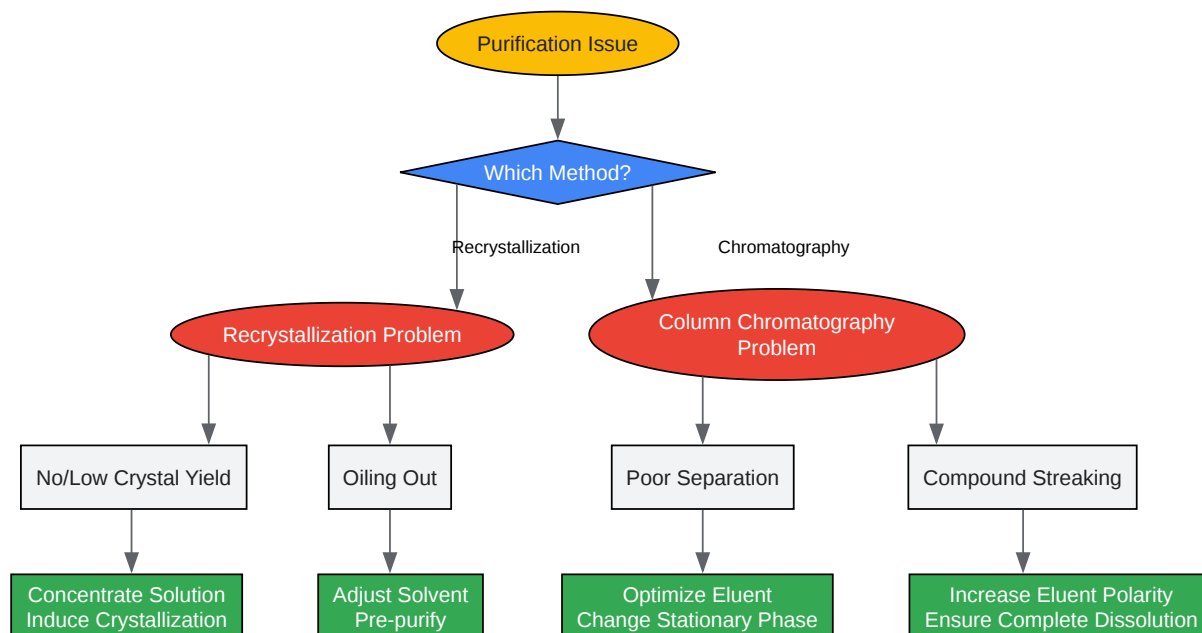 Purification Issue
Which Method?
Recrystallization
Chromatography
Recrystallization Problem
Column Chromatography
Problem
No/Low Crystal Yield
Oiling Out
Poor Separation
Compound Streaking
Concentrate Solution
Induce Crystallization
Adjust Solvent
Pre-purify
Optimize Eluent
Change Stationary Phase
Increase Eluent Polarity
Ensure Complete Dissolution